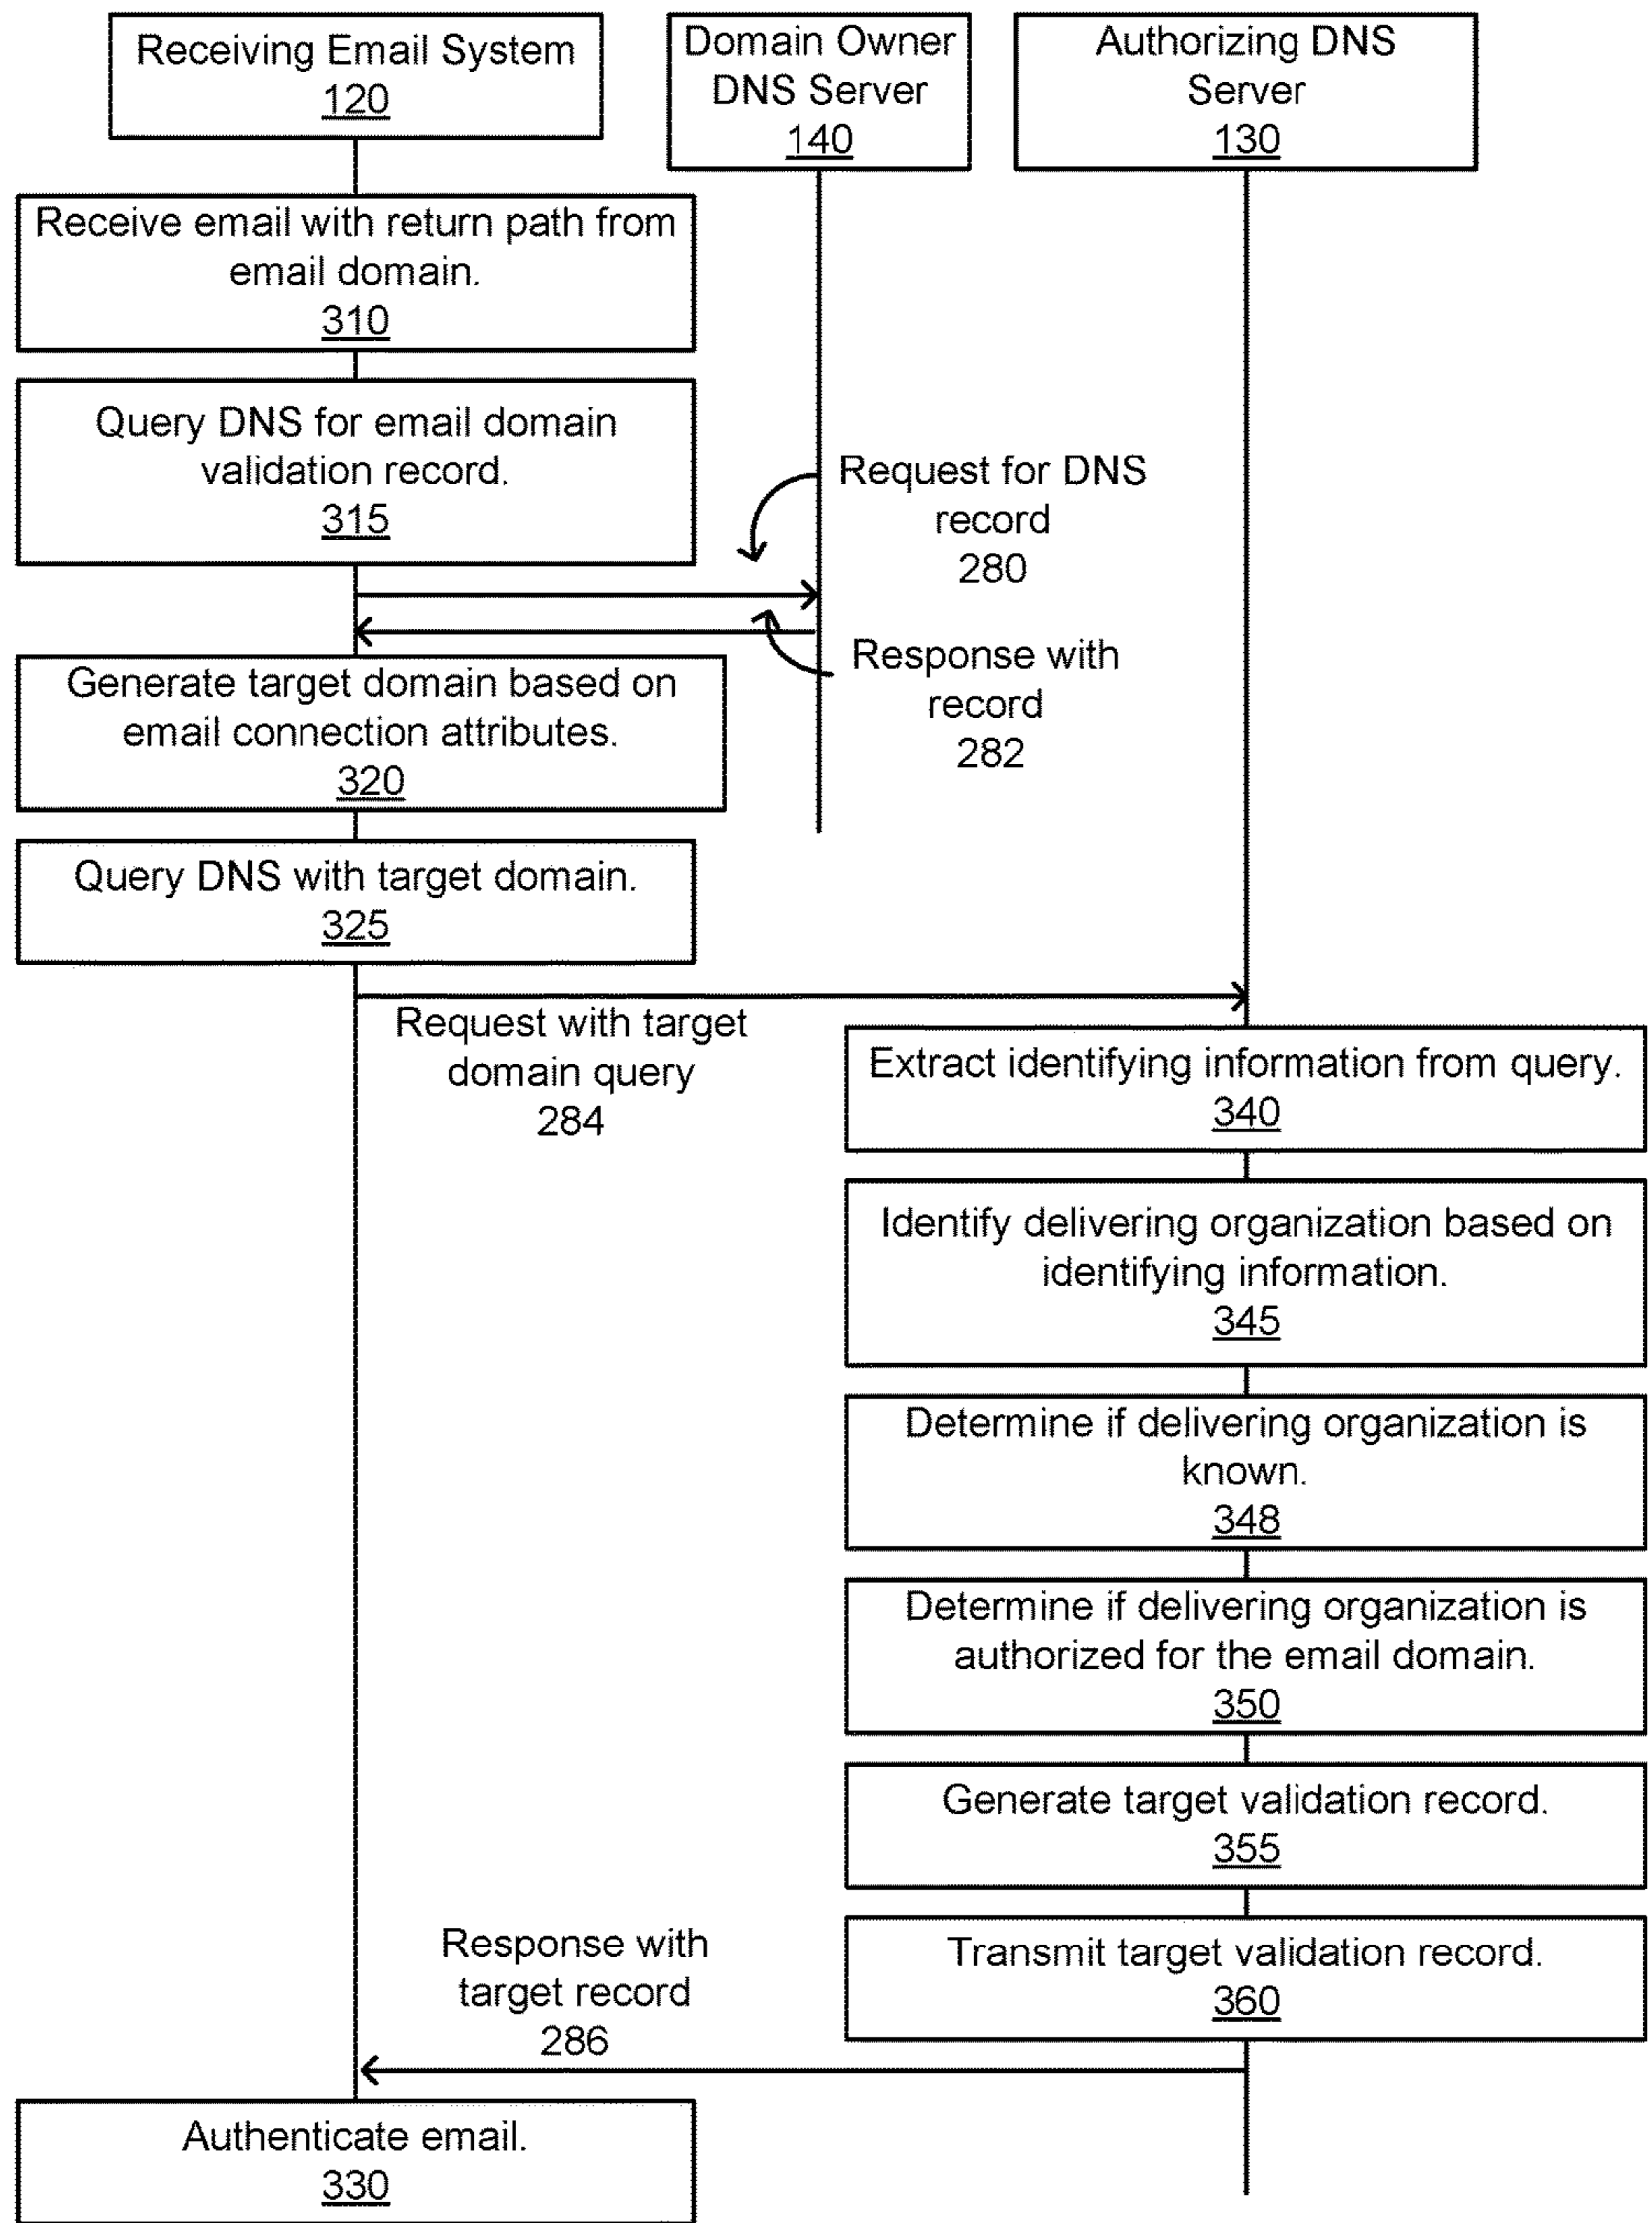 Receiving Email System
120
Domain Owner
DNS Server
140
Authorizing DNS
Server
130
Receive email with return path from
email domain.
310
Query DNS for email domain
validation record.
315
Request for DNS
record
280
Response with
record
282
Generate target domain based on
email connection attributes.
320
Query DNS with target domain.
325
Request with target
domain query
284
Extract identifying information from query.
340
Identify delivering organization based on
identifying information.
345
Determine if delivering organization is
known.
348
Determine if delivering organization is
authorized for the email domain.
350
Generate target validation record.
355
Transmit target validation record.
360
Response with
target record
286
Authenticate email.
330